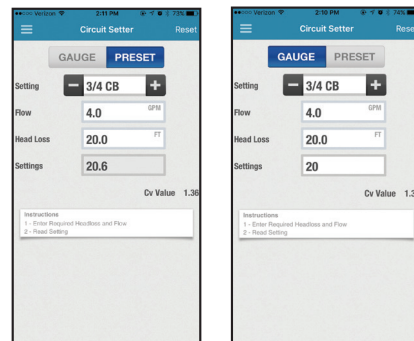 Verizon 2:11 PM 73%
Circuit Setter Reset
GAUGE PRESET
Setting 3/4 CB
Flow 4.0 GPM
Head Loss 20.0 FT
Settings 20.6
Cv Value 1.36
Instructions
1 - Enter Required Headloss and Flow
2 - Read Setting
Verizon 2:10 PM 74%
Circuit Setter Res
GAUGE PRESET
Setting 3/4 CB
Flow 4.0 GPM
Head Loss 20.0 FT
Settings 20
Cv Value 1.3
Instructions
1 - Enter Required Headloss and Flow
2 - Read Setting